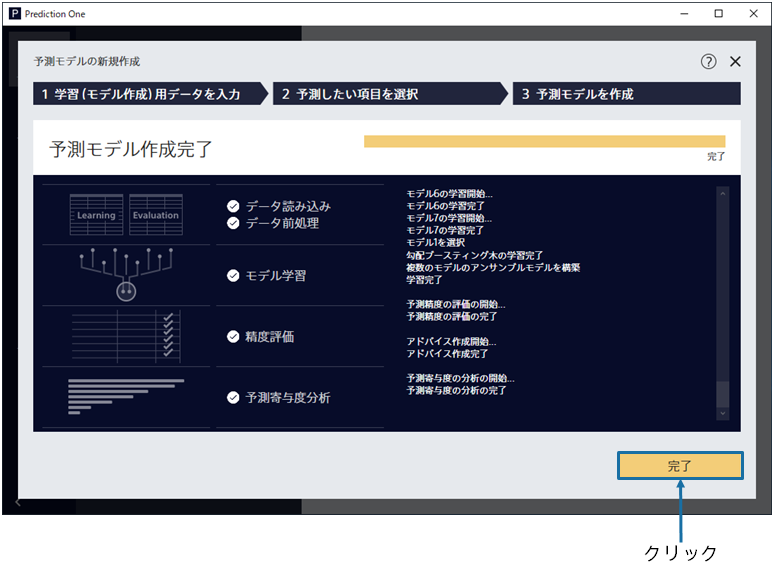 P Prediction One
予測モデルの新規作成
?
1 学習(モデル作成)用データを入力
2 予測したい項目を選択
3 予測モデルを作成
予測モデル作成完了
完了
Learning
Evaluation
データ読み込み
データ前処理
モデル学習
精度評価
予測寄与度分析
モデル6の学習開始...
モデル6の学習完了
モデル7の学習開始...
モデル7の学習完了
モデル1を選択
勾配ブースティング木の学習完了
複数のモデルのアンサンブルモデルを構築
学習完了
予測精度の評価の開始...
予測精度の評価の完了
アドバイス作成開始...
アドバイス作成完了
予測寄与度の分析の開始...
予測寄与度の分析の完了
完了
クリック